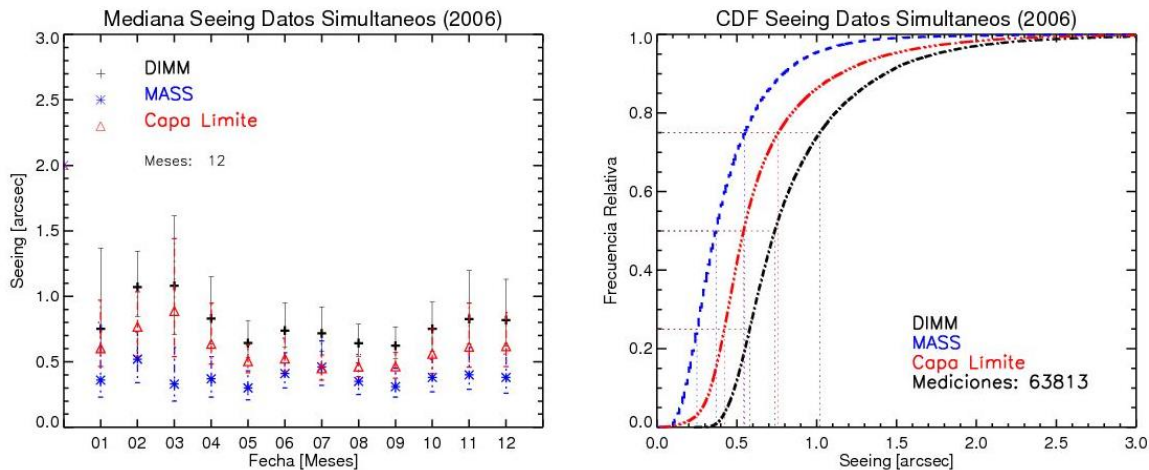 Mediana Seeing Datos Simultaneos (2006)
3.0
2.5
2.0
1.5
1.0
0.5
0.0
Seeing [arcsec]
DIMM
MASS
Capa Limite
Meses: 12
01 02 03 04 05 06 07 08 09 10 11 12
Fecha [Meses]
CDF Seeing Datos Simultaneos (2006)
1.0
0.8
0.6
0.4
0.2
0.0
Frecuencia Relativa
DIMM
MASS
Capa Limite
Mediciones: 63813
0.0 0.5 1.0 1.5 2.0 2.5 3.0
Seeing [arcsec]